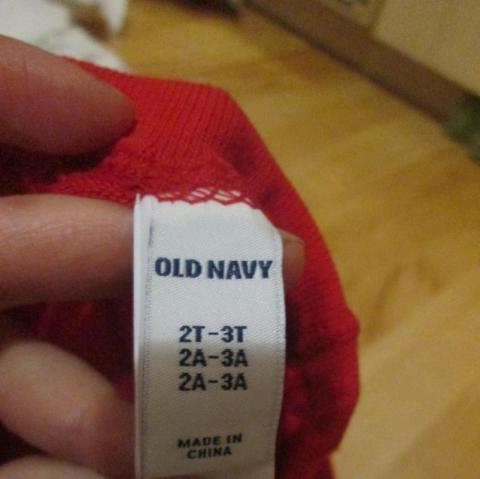 OLD NAVY
2T-3T
2A-3A
2A-3A
MADE IN
CHINA